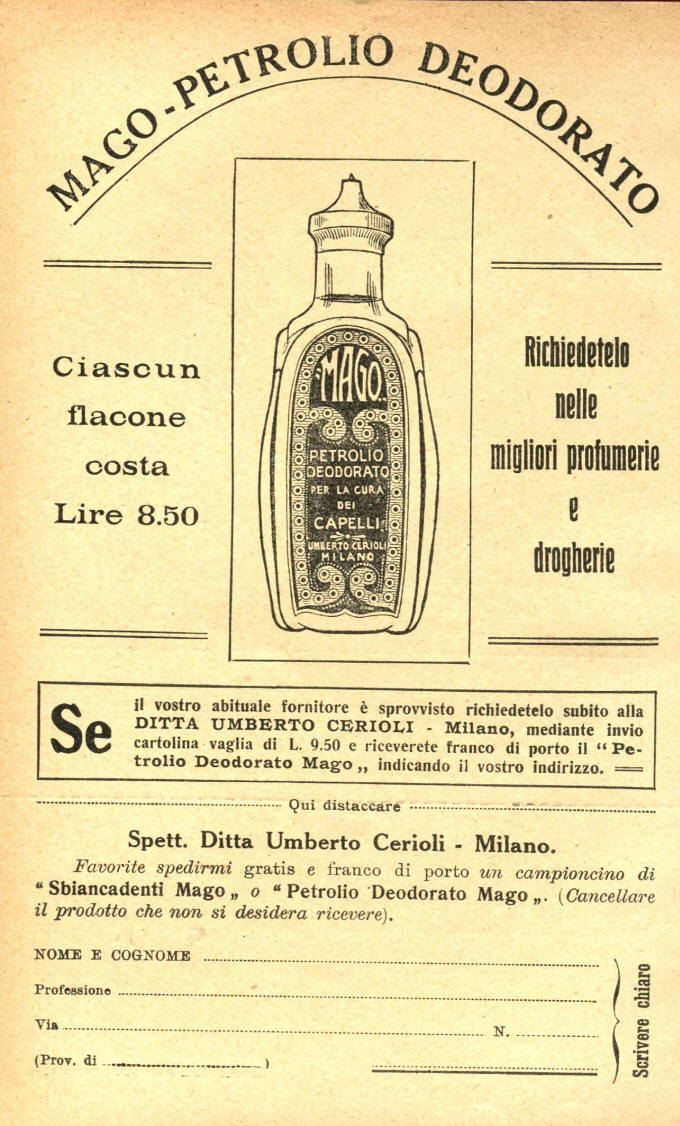 MAGO-PETROLIO DEODORATO
Ciascun
flacone
costa
Lire 8.50
"MAGO"
PETROLIO
DEODORATO
PER LA CURA
DEI
CAPELLI
UMBERTO CERIOLI
MILANO
Richiedetelo
nelle
migliori profumerie
e
drogherie
Se il vostro abituale fornitore è sprovvisto richiedetelo subito alla
DITTA UMBERTO CERIOLI - Milano, mediante invio
cartolina vaglia di L. 9.50 e riceverete franco di porto il “ Pe-
trolio Deodorato Mago „ indicando il vostro indirizzo.
Qui distaccare
Spett. Ditta Umberto Cerioli - Milano.
Favorite spedirmi gratis e franco di porto un campioncino di
“ Sbiancadenti Mago „ o “ Petrolio Deodorato Mago „. (Cancellare
il prodotto che non si desidera ricevere).
NOME E COGNOME
Professione
Via N.
(Prov. di )
Scrivere chiaro